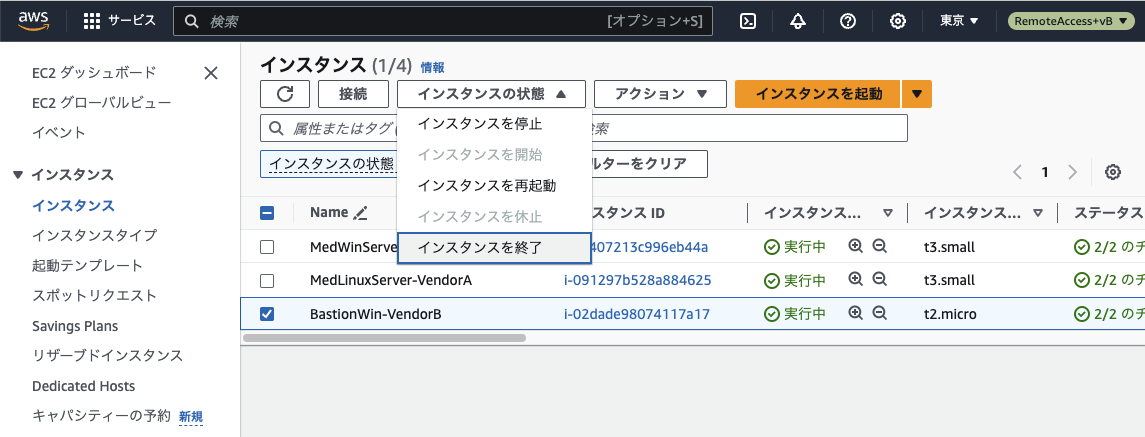 aws
サービス
検索 [オプション+S]
東京
RemoteAccess+vB
EC2 ダッシュボード
EC2 グローバルビュー
イベント
インスタンス
インスタンス
インスタンスタイプ
起動テンプレート
スポットリクエスト
Savings Plans
リザーブドインスタンス
Dedicated Hosts
キャパシティーの予約 新規
インスタンス (1/4) 情報
接続 インスタンスの状態 アクション インスタンスを起動
属性またはタグ
インスタンスの状態
インスタンスを停止
インスタンスを開始
インスタンスを再起動
インスタンスを休止
インスタンスを終了
ルターをクリア
1
Name スタンス ID インスタンス... インスタンス... ステータス
MedWinServe 407213c996eb44a 実行中 t3.small 2/2 のチ
MedLinuxServer-VendorA i-091297b528a884625 実行中 t3.small 2/2 のチ
BastionWin-VendorB i-02dade98074117a17 実行中 t2.micro 2/2 のチ